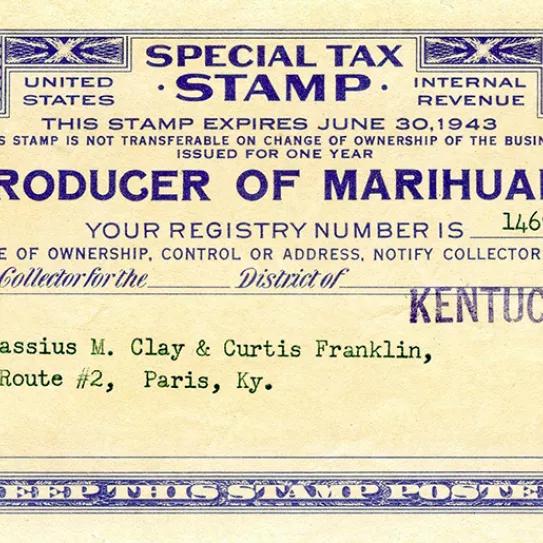 SPECIAL TAX
· STAMP ·
UNITED STATES
INTERNAL REVENUE
THIS STAMP EXPIRES JUNE 30, 1943
S STAMP IS NOT TRANSFERABLE ON CHANGE OF OWNERSHIP OF THE BUSIN
ISSUED FOR ONE YEAR
RODUCER OF MARIHUA
YOUR REGISTRY NUMBER IS 146
E OF OWNERSHIP, CONTROL OR ADDRESS, NOTIFY COLLECTOR
Collector for the District of
KENTUC
assius M. Clay & Curtis Franklin,
Route #2, Paris, Ky.
EEP THIS STAMP POSTE